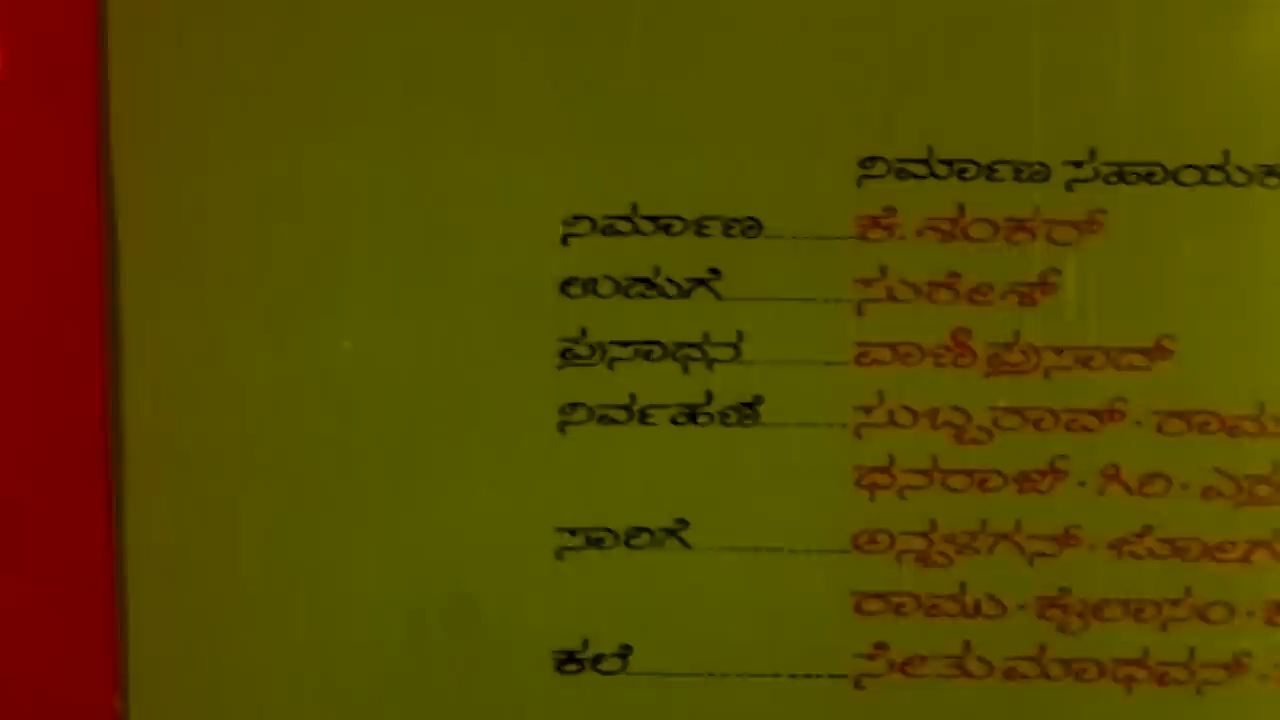 ನಿರ್ಮಾಣ ಸಹಾಯಕ
ನಿರ್ಮಾಣ........ಕೆ. ಶಂಕರ್
ಉಡುಗೆ........ಸುರೇಶ್
ಪ್ರಸಾಧನ........ವಾಣಿ ಪ್ರಸಾದ್
ನಿರ್ವಹಣೆ........ಸುಬ್ಬರಾವ್ · ರಾಮ
ಧನರಾಜ್ · ಗಿರಿ ·
ಸಾರಿಗೆ........ಅನ್ಬಳಗನ್ ·
ರಾಮು · ಕೈಲಾಸಂ ·
ಕಲೆ........ಸೇತು ಮಾಧವನ್ ·